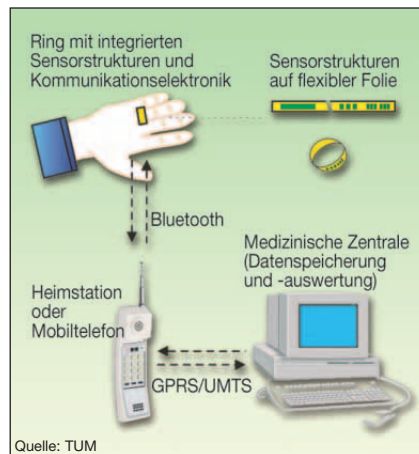 Ring mit integrierten
Sensorstrukturen und
Kommunikationselektronik
Sensorstrukturen
auf flexibler Folie
Bluetooth
Medizinische Zentrale
(Datenspeicherung
und -auswertung)
Heimstation
oder
Mobiltelefon
GPRS/UMTS
Quelle: TUM